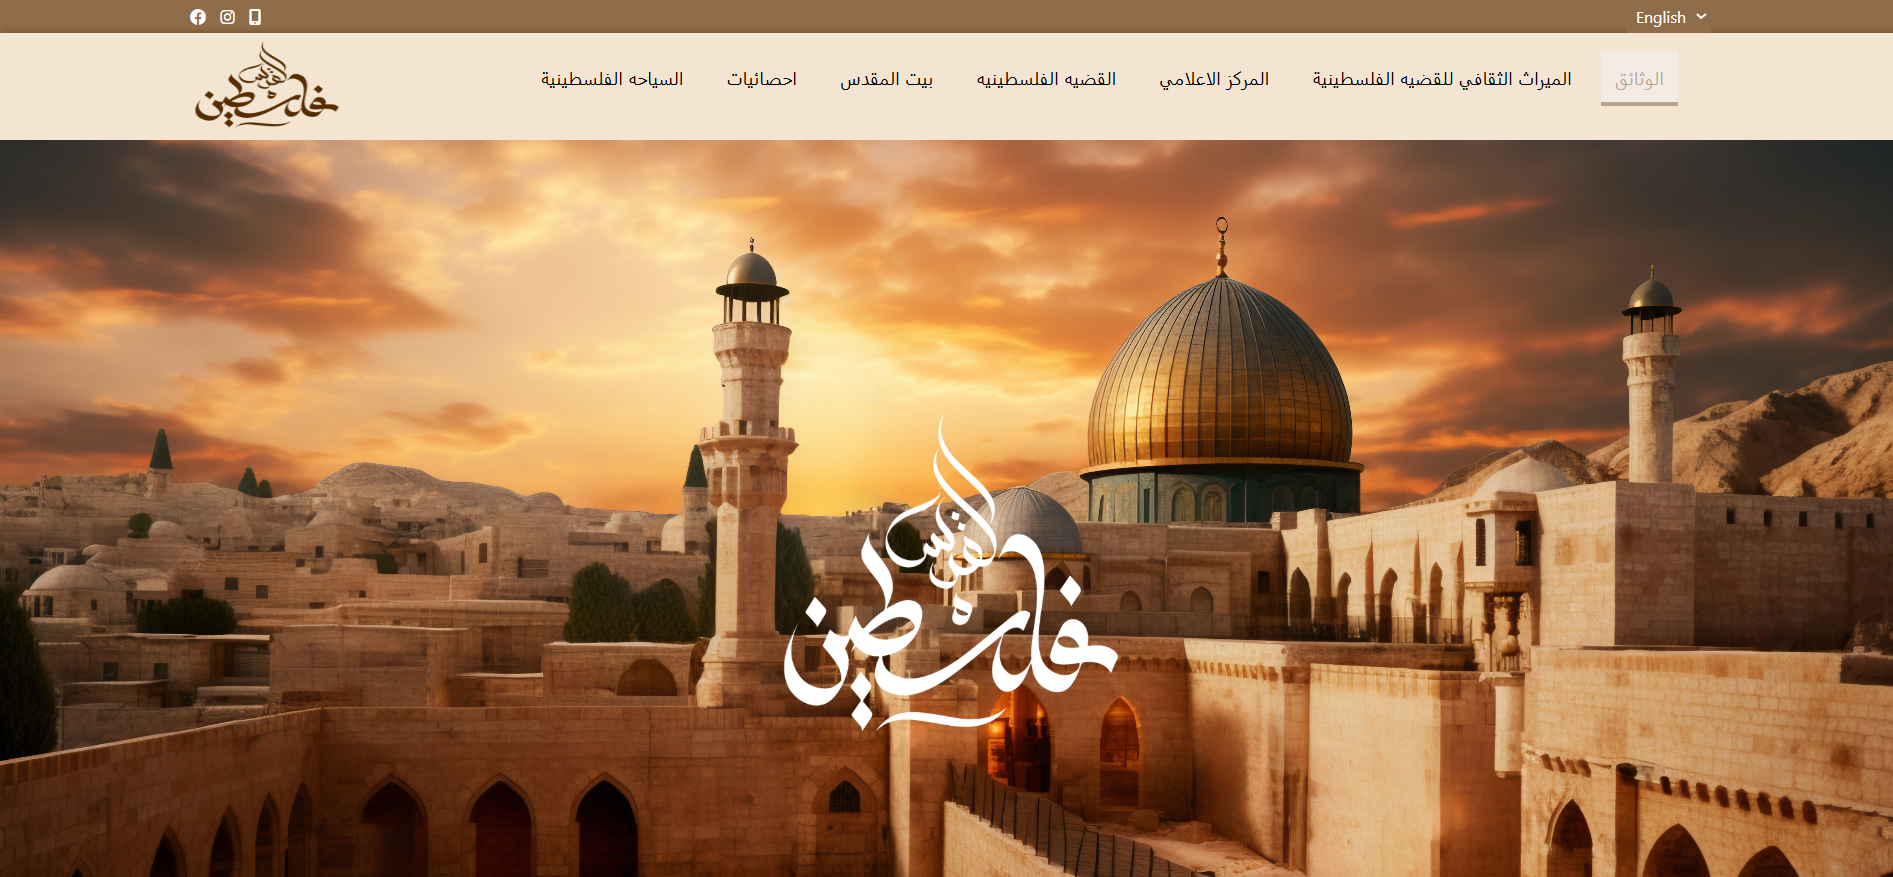 English
الوثائق
الميراث الثقافي للقضيه الفلسطينية
المركز الاعلامي
القضيه الفلسطينيه
بيت المقدس
احصائيات
السياحه الفلسطينية
القدس
فلسطين
القدس
فلسطين